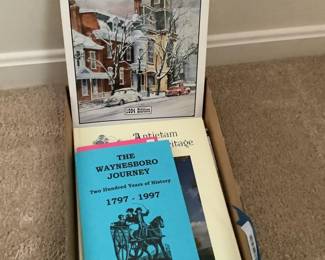 Antietam
Heritage
THE
WAYNESBORO
JOURNEY
Two Hundred Years of History
1797 - 1997